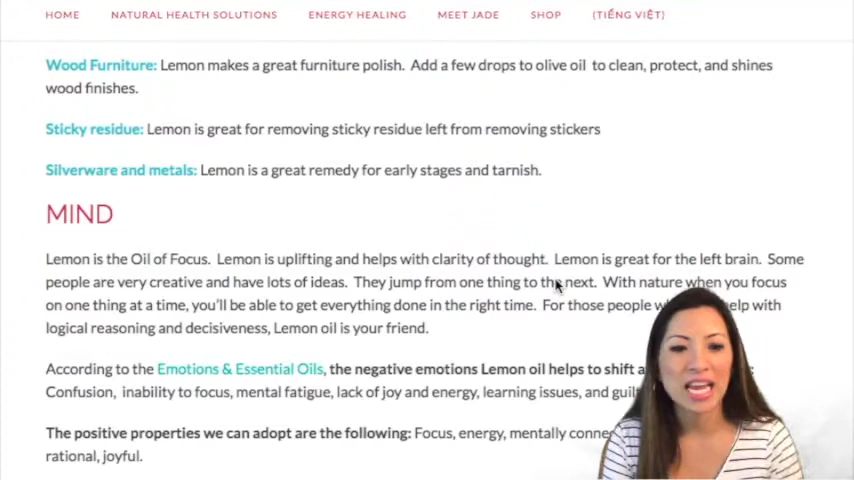 HOME NATURAL HEALTH SOLUTIONS ENERGY HEALING MEET JADE SHOP (TIẾNG VIỆT)
Wood Furniture: Lemon makes a great furniture polish. Add a few drops to olive oil to clean, protect, and shines
wood finishes.
Sticky residue: Lemon is great for removing sticky residue left from removing stickers
Silverware and metals: Lemon is a great remedy for early stages and tarnish.
MIND
Lemon is the Oil of Focus. Lemon is uplifting and helps with clarity of thought. Lemon is great for the left brain. Some
people are very creative and have lots of ideas. They jump from one thing to the next. With nature when you focus
on one thing at a time, you'll be able to get everything done in the right time. For those people help with
logical reasoning and decisiveness, Lemon oil is your friend.
According to the Emotions & Essential Oils, the negative emotions Lemon oil helps to shift
Confusion, inability to focus, mental fatigue, lack of joy and energy, learning issues, and
The positive properties we can adopt are the following: Focus, energy, mentally
rational, joyful.